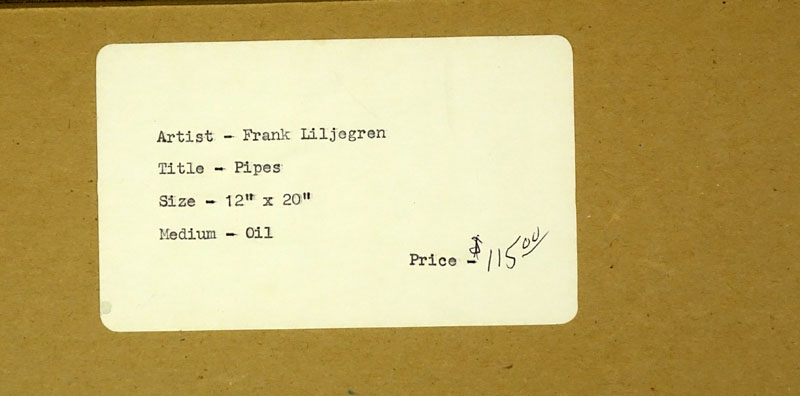 Artist - Frank Liljegren
Title - Pipes
Size - 12" x 20"
Medium - Oil
Price - $115.00